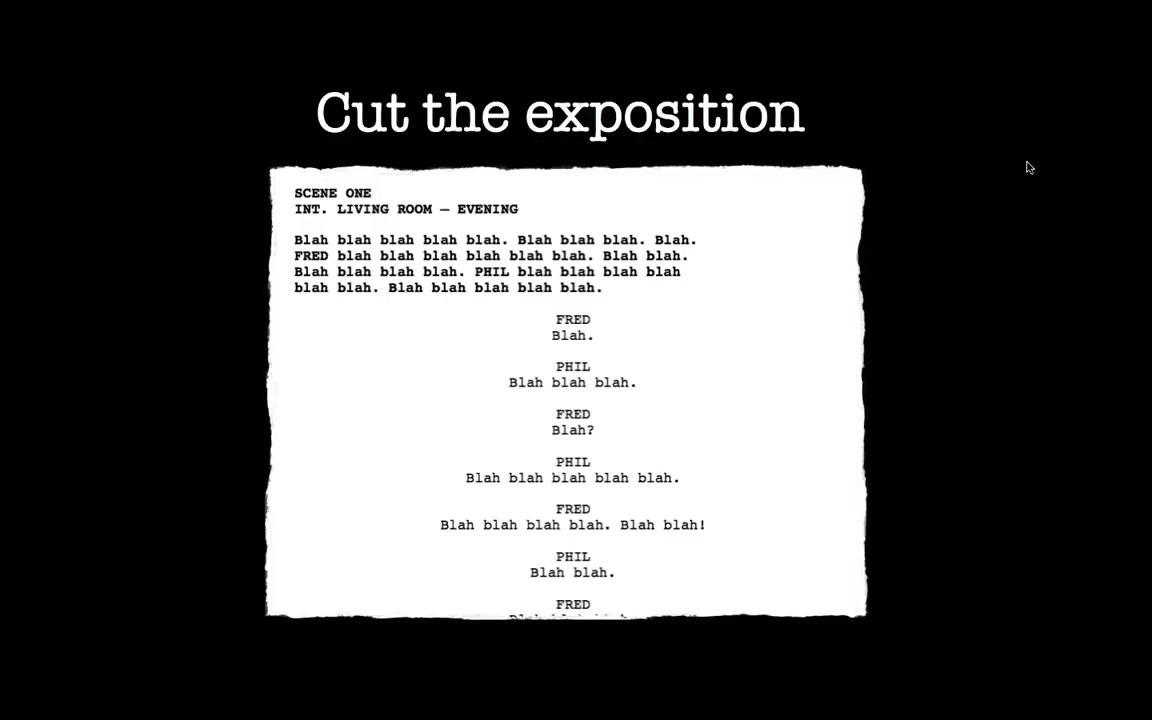 Cut the exposition
SCENE ONE
INT. LIVING ROOM – EVENING
Blah blah blah blah blah. Blah blah blah. Blah.
FRED blah blah blah blah blah blah. Blah blah.
Blah blah blah blah. PHIL blah blah blah blah
blah blah. Blah blah blah blah blah.
FRED
Blah.
PHIL
Blah blah blah.
FRED
Blah?
PHIL
Blah blah blah blah blah.
FRED
Blah blah blah blah. Blah blah!
PHIL
Blah blah.
FRED